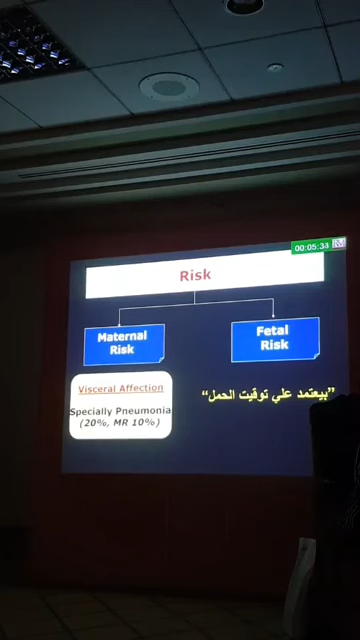 00:05:33
Risk
Maternal
Risk
Fetal
Risk
Visceral Affection
Specially Pneumonia
(20%, MR 10%)
”بيعتمد علي توقيت الحمل“